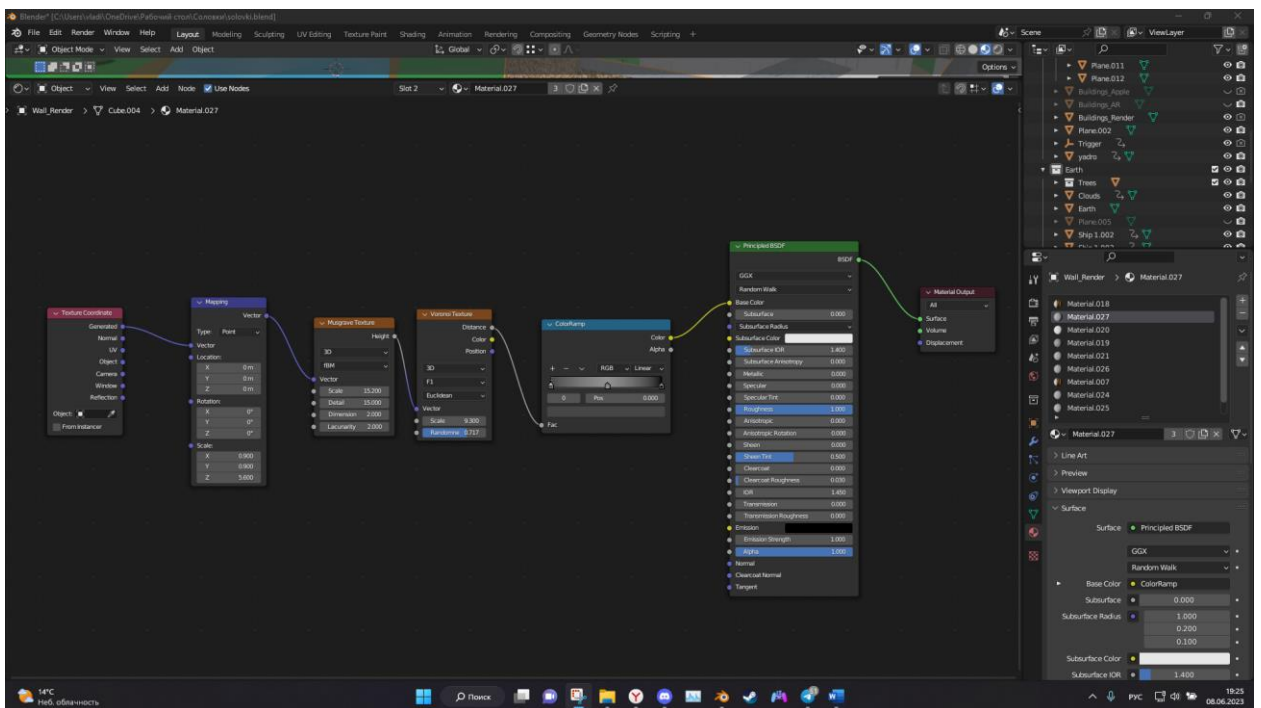 Blender* [C:\Users\vladi\OneDrive\Рабочий стол\Соловки\solovki.blend]
File Edit Render Window Help Layout Modeling Sculpting UV Editing Texture Paint Shading Animation Rendering Compositing Geometry Nodes Scripting + Scene ViewLayer
Object Mode View Select Add Object Global
Options
Object View Select Add Node Use Nodes Slot 2 Material.027 3
Wall_Render > Cube.004 > Material.027
Plane.011
Plane.012
Buildings_Apple
Buildings_AR
Buildings_Render
Plane.002
Trigger
yadro
Earth
Trees
Clouds
Earth
Plane.005
Ship 1.002
Texture Coordinate
Generated
Normal
UV
Object
Camera
Window
Reflection
Object:
From Instancer
Mapping
Vector
Type: Point
Vector
Location:
X 0 m
Y 0 m
Z 0 m
Rotation:
X 0°
Y 0°
Z 0°
Scale:
X 0.900
Y 0.900
Z 5.600
Musgrave Texture
Height
3D
fBM
Vector
Scale 15.200
Detail 15.000
Dimension 2.000
Lacunarity 2.000
Voronoi Texture
Distance
Color
Position
3D
F1
Euclidean
Vector
Scale 9.300
Randomne 0.717
ColorRamp
Color
Alpha
+ − RGB Linear
0 Pos 0.000
Fac
Principled BSDF
BSDF
GGX
Random Walk
Base Color
Subsurface 0.000
Subsurface Radius
Subsurface Color
Subsurface IOR 1.400
Subsurface Anisotropy 0.000
Metallic 0.000
Specular 0.000
Specular Tint 0.000
Roughness 1.000
Anisotropic 0.000
Anisotropic Rotation 0.000
Sheen 0.000
Sheen Tint 0.500
Clearcoat 0.000
Clearcoat Roughness 0.030
IOR 1.450
Transmission 0.000
Transmission Roughness 0.000
Emission
Emission Strength 1.000
Alpha 1.000
Normal
Clearcoat Normal
Tangent
Material Output
All
Surface
Volume
Displacement
Wall_Render > Material.027
Material.018
Material.027
Material.020
Material.019
Material.021
Material.026
Material.007
Material.024
Material.025
Material.027 3
Line Art
Preview
Viewport Display
Surface
Surface Principled BSDF
GGX
Random Walk
Base Color ColorRamp
Subsurface 0.000
Subsurface Radius 1.000
0.200
0.100
Subsurface Color
Subsurface IOR 1.400
14°C
Неб. облачность
Поиск
РУС
19:25
08.06.2023